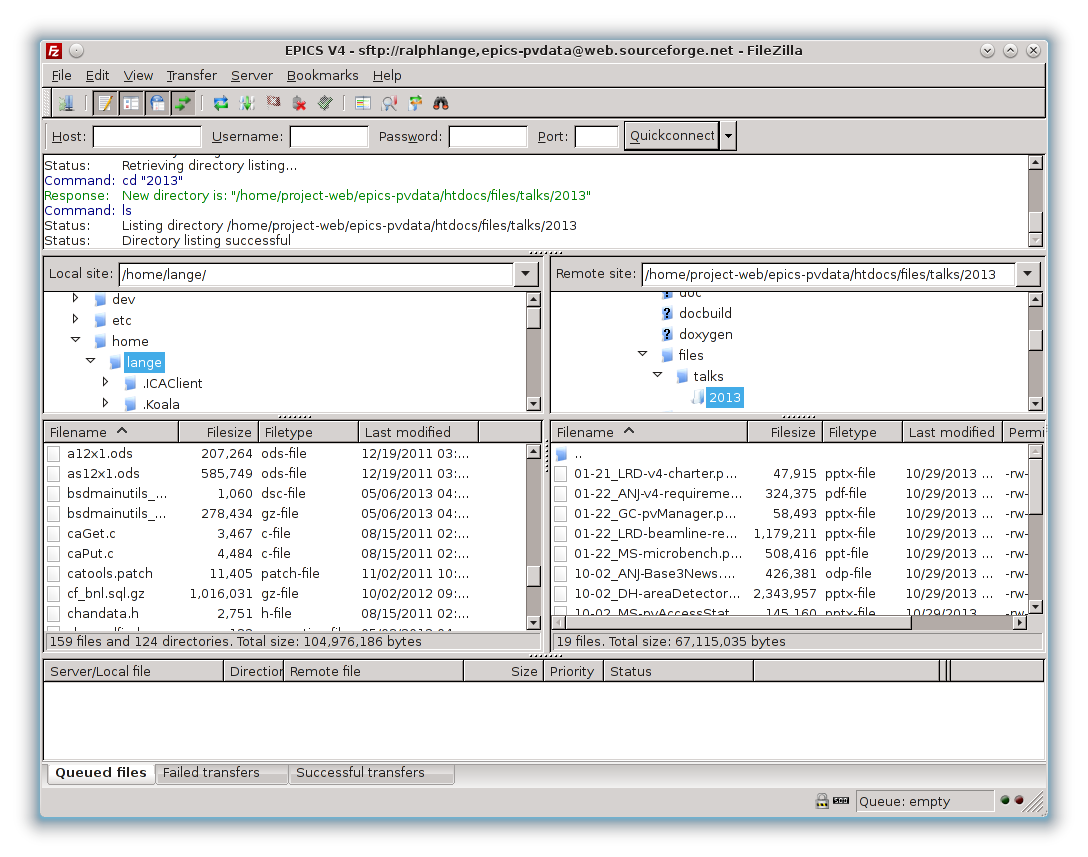 EPICS V4 - sftp://ralphlange,epics-pvdata@web.sourceforge.net - FileZilla
File Edit View Transfer Server Bookmarks Help
Host: Username: Password: Port: Quickconnect
Status: Retrieving directory listing...
Command: cd "2013"
Response: New directory is: "/home/project-web/epics-pvdata/htdocs/files/talks/2013"
Command: ls
Status: Listing directory /home/project-web/epics-pvdata/htdocs/files/talks/2013
Status: Directory listing successful
Local site: /home/lange/
dev
etc
home
lange
.ICAClient
.Koala
Remote site: /home/project-web/epics-pvdata/htdocs/files/talks/2013
doc
docbuild
doxygen
files
talks
2013
Filename Filesize Filetype Last modified
a12x1.ods 207,264 ods-file 12/19/2011 03:...
as12x1.ods 585,749 ods-file 12/19/2011 03:...
bsdmainutils_... 1,060 dsc-file 05/06/2013 04:...
bsdmainutils_... 278,434 gz-file 05/06/2013 04:...
caGet.c 3,467 c-file 08/15/2011 02:...
caPut.c 4,484 c-file 08/15/2011 02:...
catools.patch 11,405 patch-file 11/02/2011 10:...
cf_bnl.sql.gz 1,016,031 gz-file 10/02/2012 09:...
chandata.h 2,751 h-file 08/15/2011 02:...
159 files and 124 directories. Total size: 104,976,186 bytes
Filename Filesize Filetype Last modified Permi
..
01-21_LRD-v4-charter.p... 47,915 pptx-file 10/29/2013 ... -rw-
01-22_ANJ-v4-requireme... 324,375 pdf-file 10/29/2013 ... -rw-
01-22_GC-pvManager.p... 58,493 pptx-file 10/29/2013 ... -rw-
01-22_LRD-beamline-re... 1,179,211 pptx-file 10/29/2013 ... -rw-
01-22_MS-microbench.p... 508,416 ppt-file 10/29/2013 ... -rw-
10-02_ANJ-Base3News.... 426,381 odp-file 10/29/2013 ... -rw-
10-02_DH-areaDetector... 2,343,957 pptx-file 10/29/2013 ... -rw-
10-02_MS-pvAccessStat... 145,160 pptx-file 10/29/2013 ... -rw-
19 files. Total size: 67,115,035 bytes
Server/Local file Direction Remote file Size Priority Status
Queued files Failed transfers Successful transfers
Queue: empty